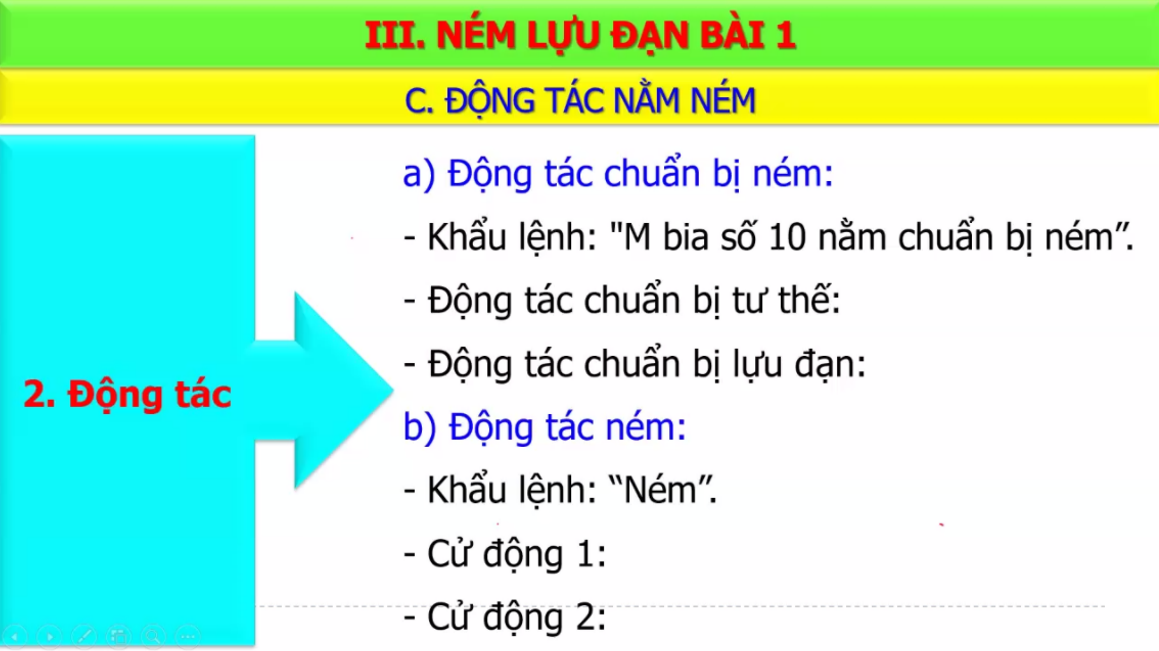 III. NÉM LỰU ĐẠN BÀI 1
C. ĐỘNG TÁC NẰM NÉM
2. Động tác
a) Động tác chuẩn bị ném:
- Khẩu lệnh: "M bia số 10 nằm chuẩn bị ném”.
- Động tác chuẩn bị tư thế:
- Động tác chuẩn bị lựu đạn:
b) Động tác ném:
- Khẩu lệnh: “Ném”.
- Cử động 1:
- Cử động 2: